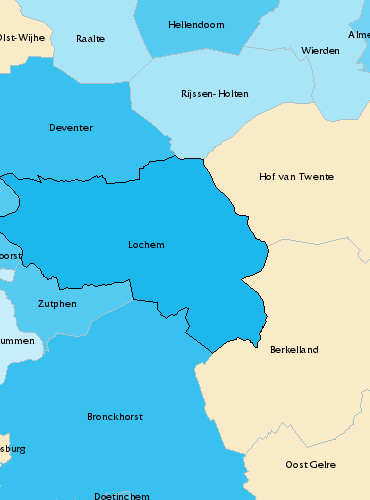 Hellendoorn
Alme
Olst-Wijhe
Raalte
Wierden
Rijssen-Holten
Deventer
Hof van Twente
Lochem
oorst
Zutphen
ummen
Berkelland
Bronckhorst
sburg
Oost Gelre
Doetinchem